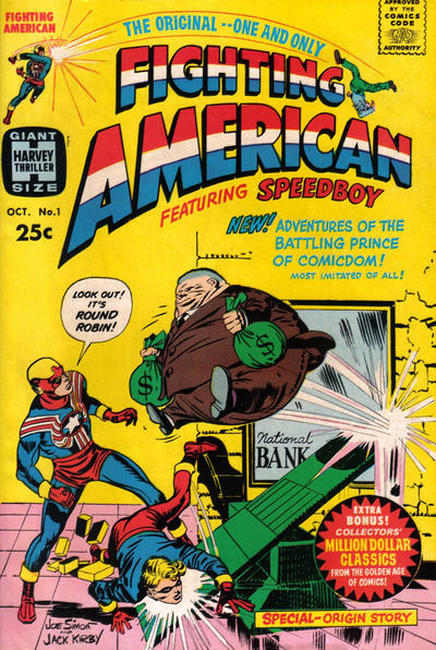 FIGHTING
AMERICAN
THE ORIGINAL--ONE AND ONLY
APPROVED
BY THE
COMICS
CODE
AUTHORITY
FIGHTING
AMERICAN
FEATURING SPEEDBOY
GIANT
H
HARVEY
THRILLER
SIZE
OCT. No.1
25c
NEW! ADVENTURES OF THE
BATTLING PRINCE
OF COMICDOM!
MOST IMITATED OF ALL!
LOOK OUT!
IT'S
ROUND
ROBIN!
$
$
National
BANK
EXTRA
BONUS!
COLLECTORS'
MILLION DOLLAR
CLASSICS
FROM THE GOLDEN AGE
OF COMICS!
JOE SIMON
AND
JACK KIRBY
SPECIAL-ORIGIN STORY